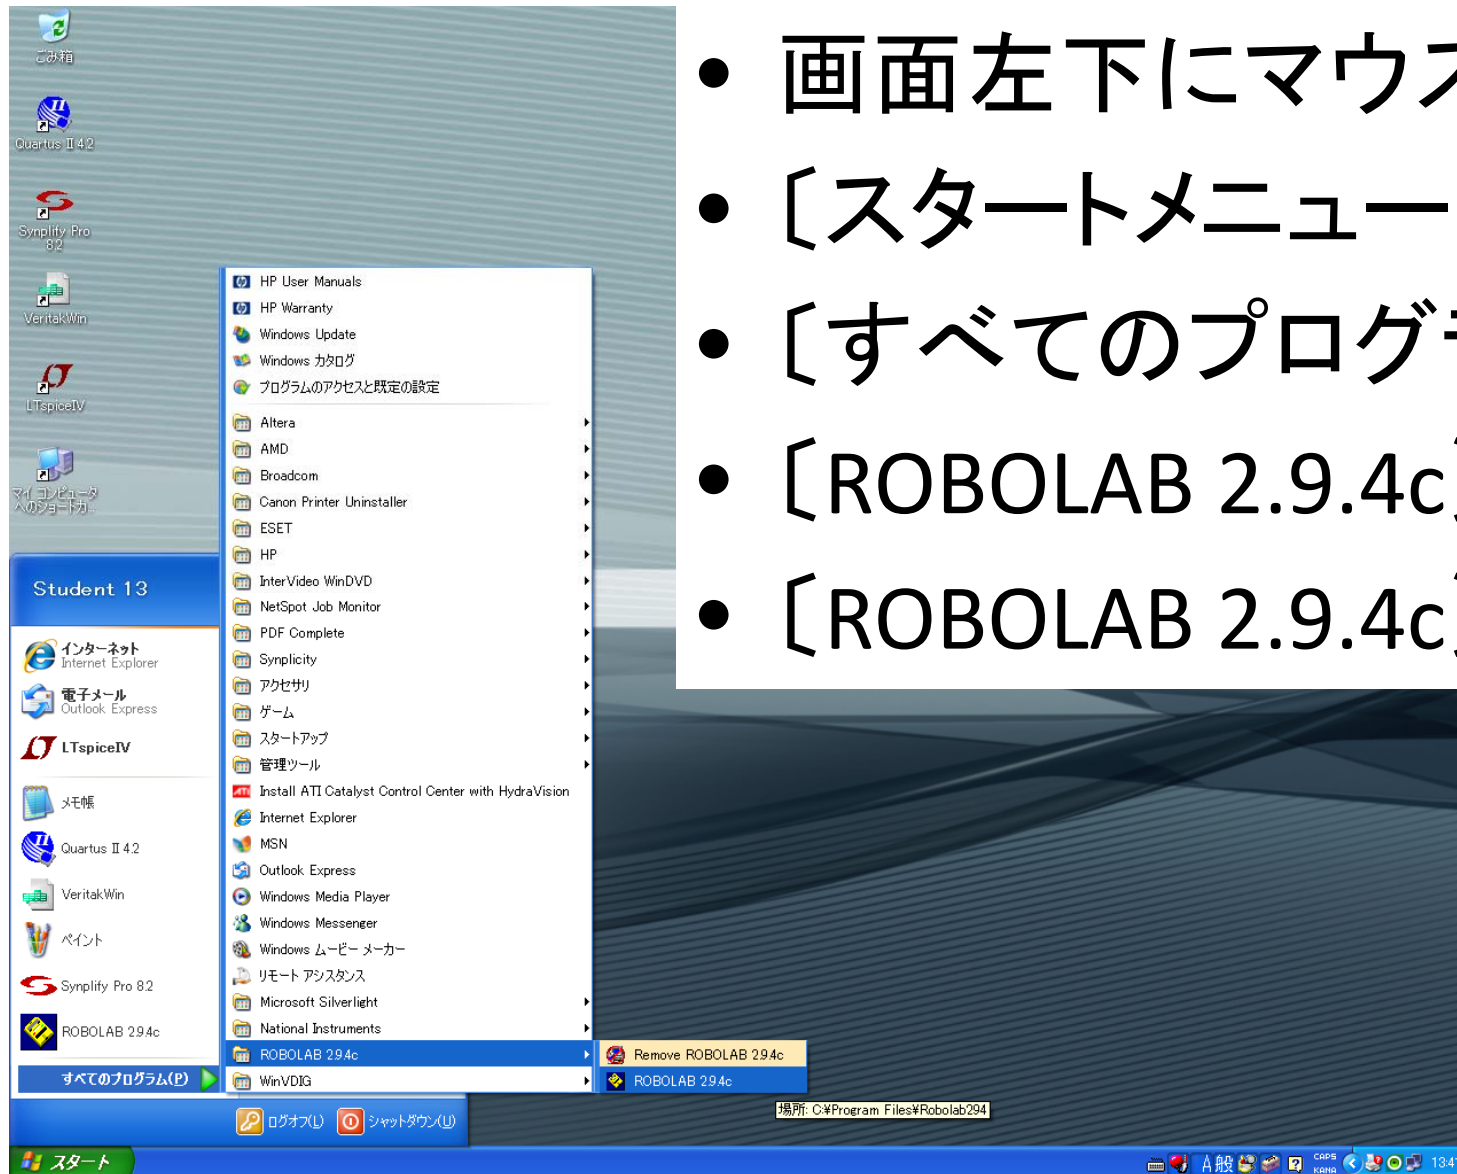 ごみ箱
Quartus II 4.2
Synplify Pro
8.2
VeritakWin
LTspiceIV
マイ コンピュータ
へのショートカ...
• 画面左下にマウス
• 〔スタートメニュー
• 〔すべてのプログラ
• 〔ROBOLAB 2.9.4c〕
• 〔ROBOLAB 2.9.4c〕
Student 13
インターネット
Internet Explorer
電子メール
Outlook Express
LTspiceIV
メモ帳
Quartus II 4.2
VeritakWin
ペイント
Synplify Pro 8.2
ROBOLAB 2.9.4c
すべてのプログラム(P)
HP User Manuals
HP Warranty
Windows Update
Windows カタログ
プログラムのアクセスと既定の設定
Altera
AMD
Broadcom
Canon Printer Uninstaller
ESET
HP
InterVideo WinDVD
NetSpot Job Monitor
PDF Complete
Synplicity
アクセサリ
ゲーム
スタートアップ
管理ツール
ATI Install ATI Catalyst Control Center with HydraVision
Internet Explorer
MSN
Outlook Express
Windows Media Player
Windows Messenger
Windows ムービー メーカー
リモート アシスタンス
Microsoft Silverlight
National Instruments
ROBOLAB 2.9.4c
WinVDIG
Remove ROBOLAB 2.9.4c
ROBOLAB 2.9.4c
場所: C:¥Program Files¥Robolab294
ログオフ(L) シャットダウン(U)
スタート
A 般 CAPS KANA 13:4